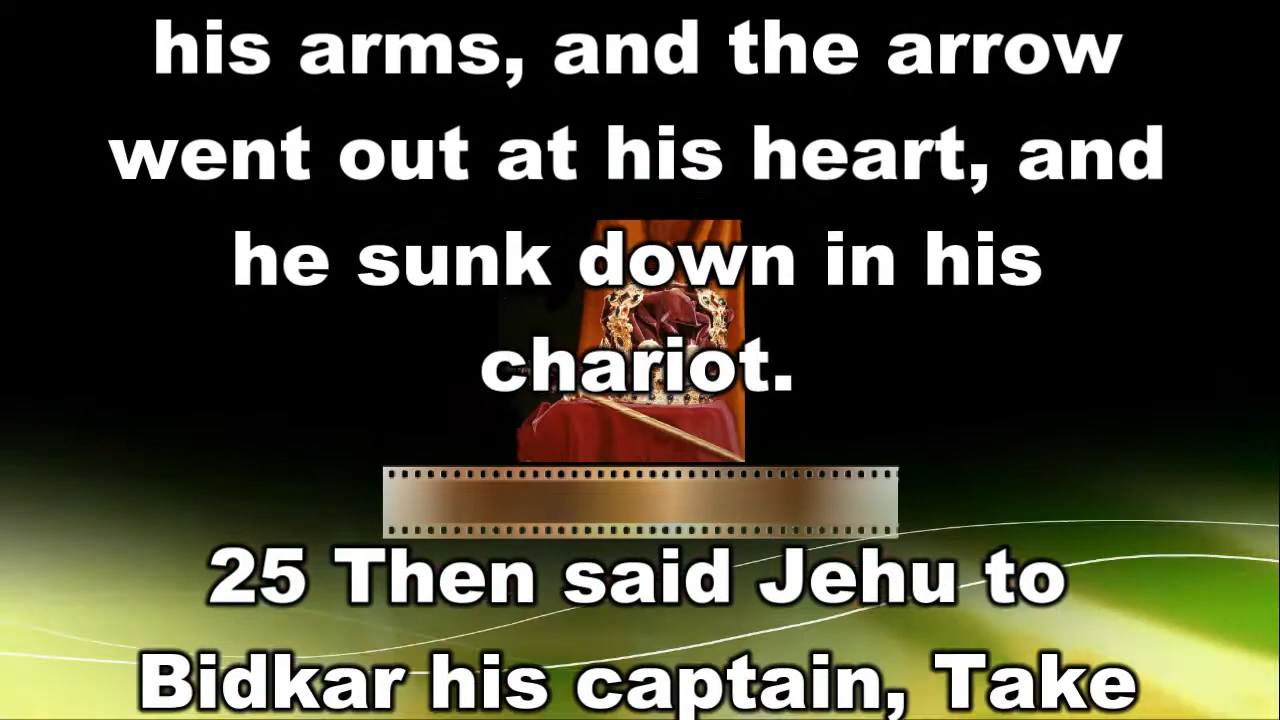 his arms, and the arrow
went out at his heart, and
he sunk down in his
chariot.
25 Then said Jehu to
Bidkar his captain, Take